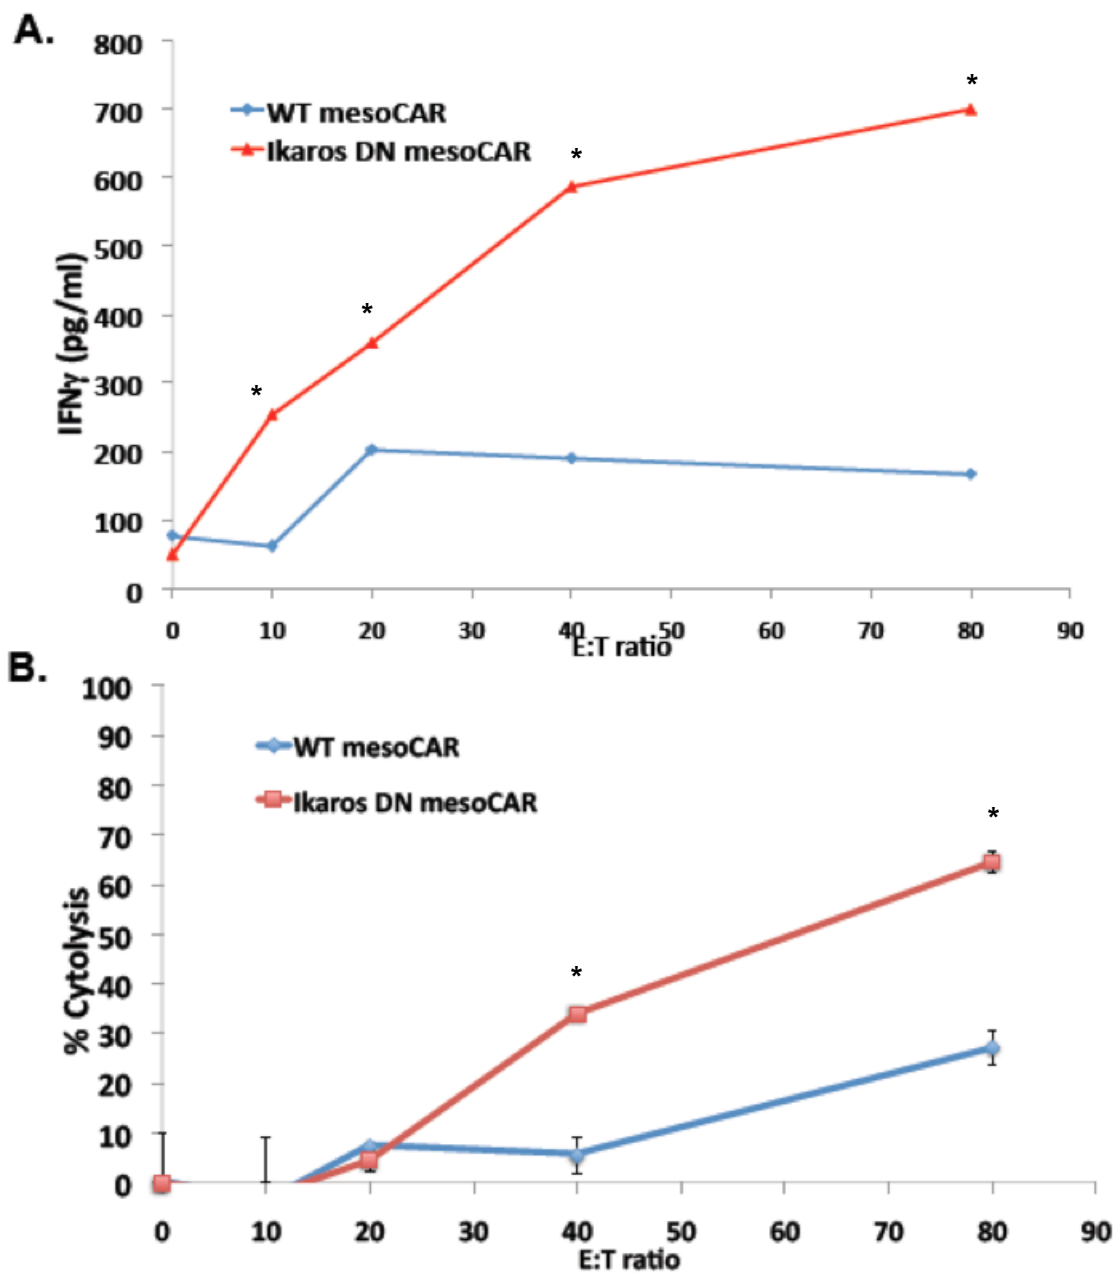 A.
800
700
600
500
400
300
200
100
0
IFNγ (pg/ml)
WT mesoCAR
Ikaros DN mesoCAR
*
*
*
*
0 10 20 30 40 50 60 70 80 90
E:T ratio
B.
100
90
80
70
60
50
40
30
20
10
0
% Cytolysis
WT mesoCAR
Ikaros DN mesoCAR
*
*
0 10 20 30 40 50 60 70 80 90
E:T ratio